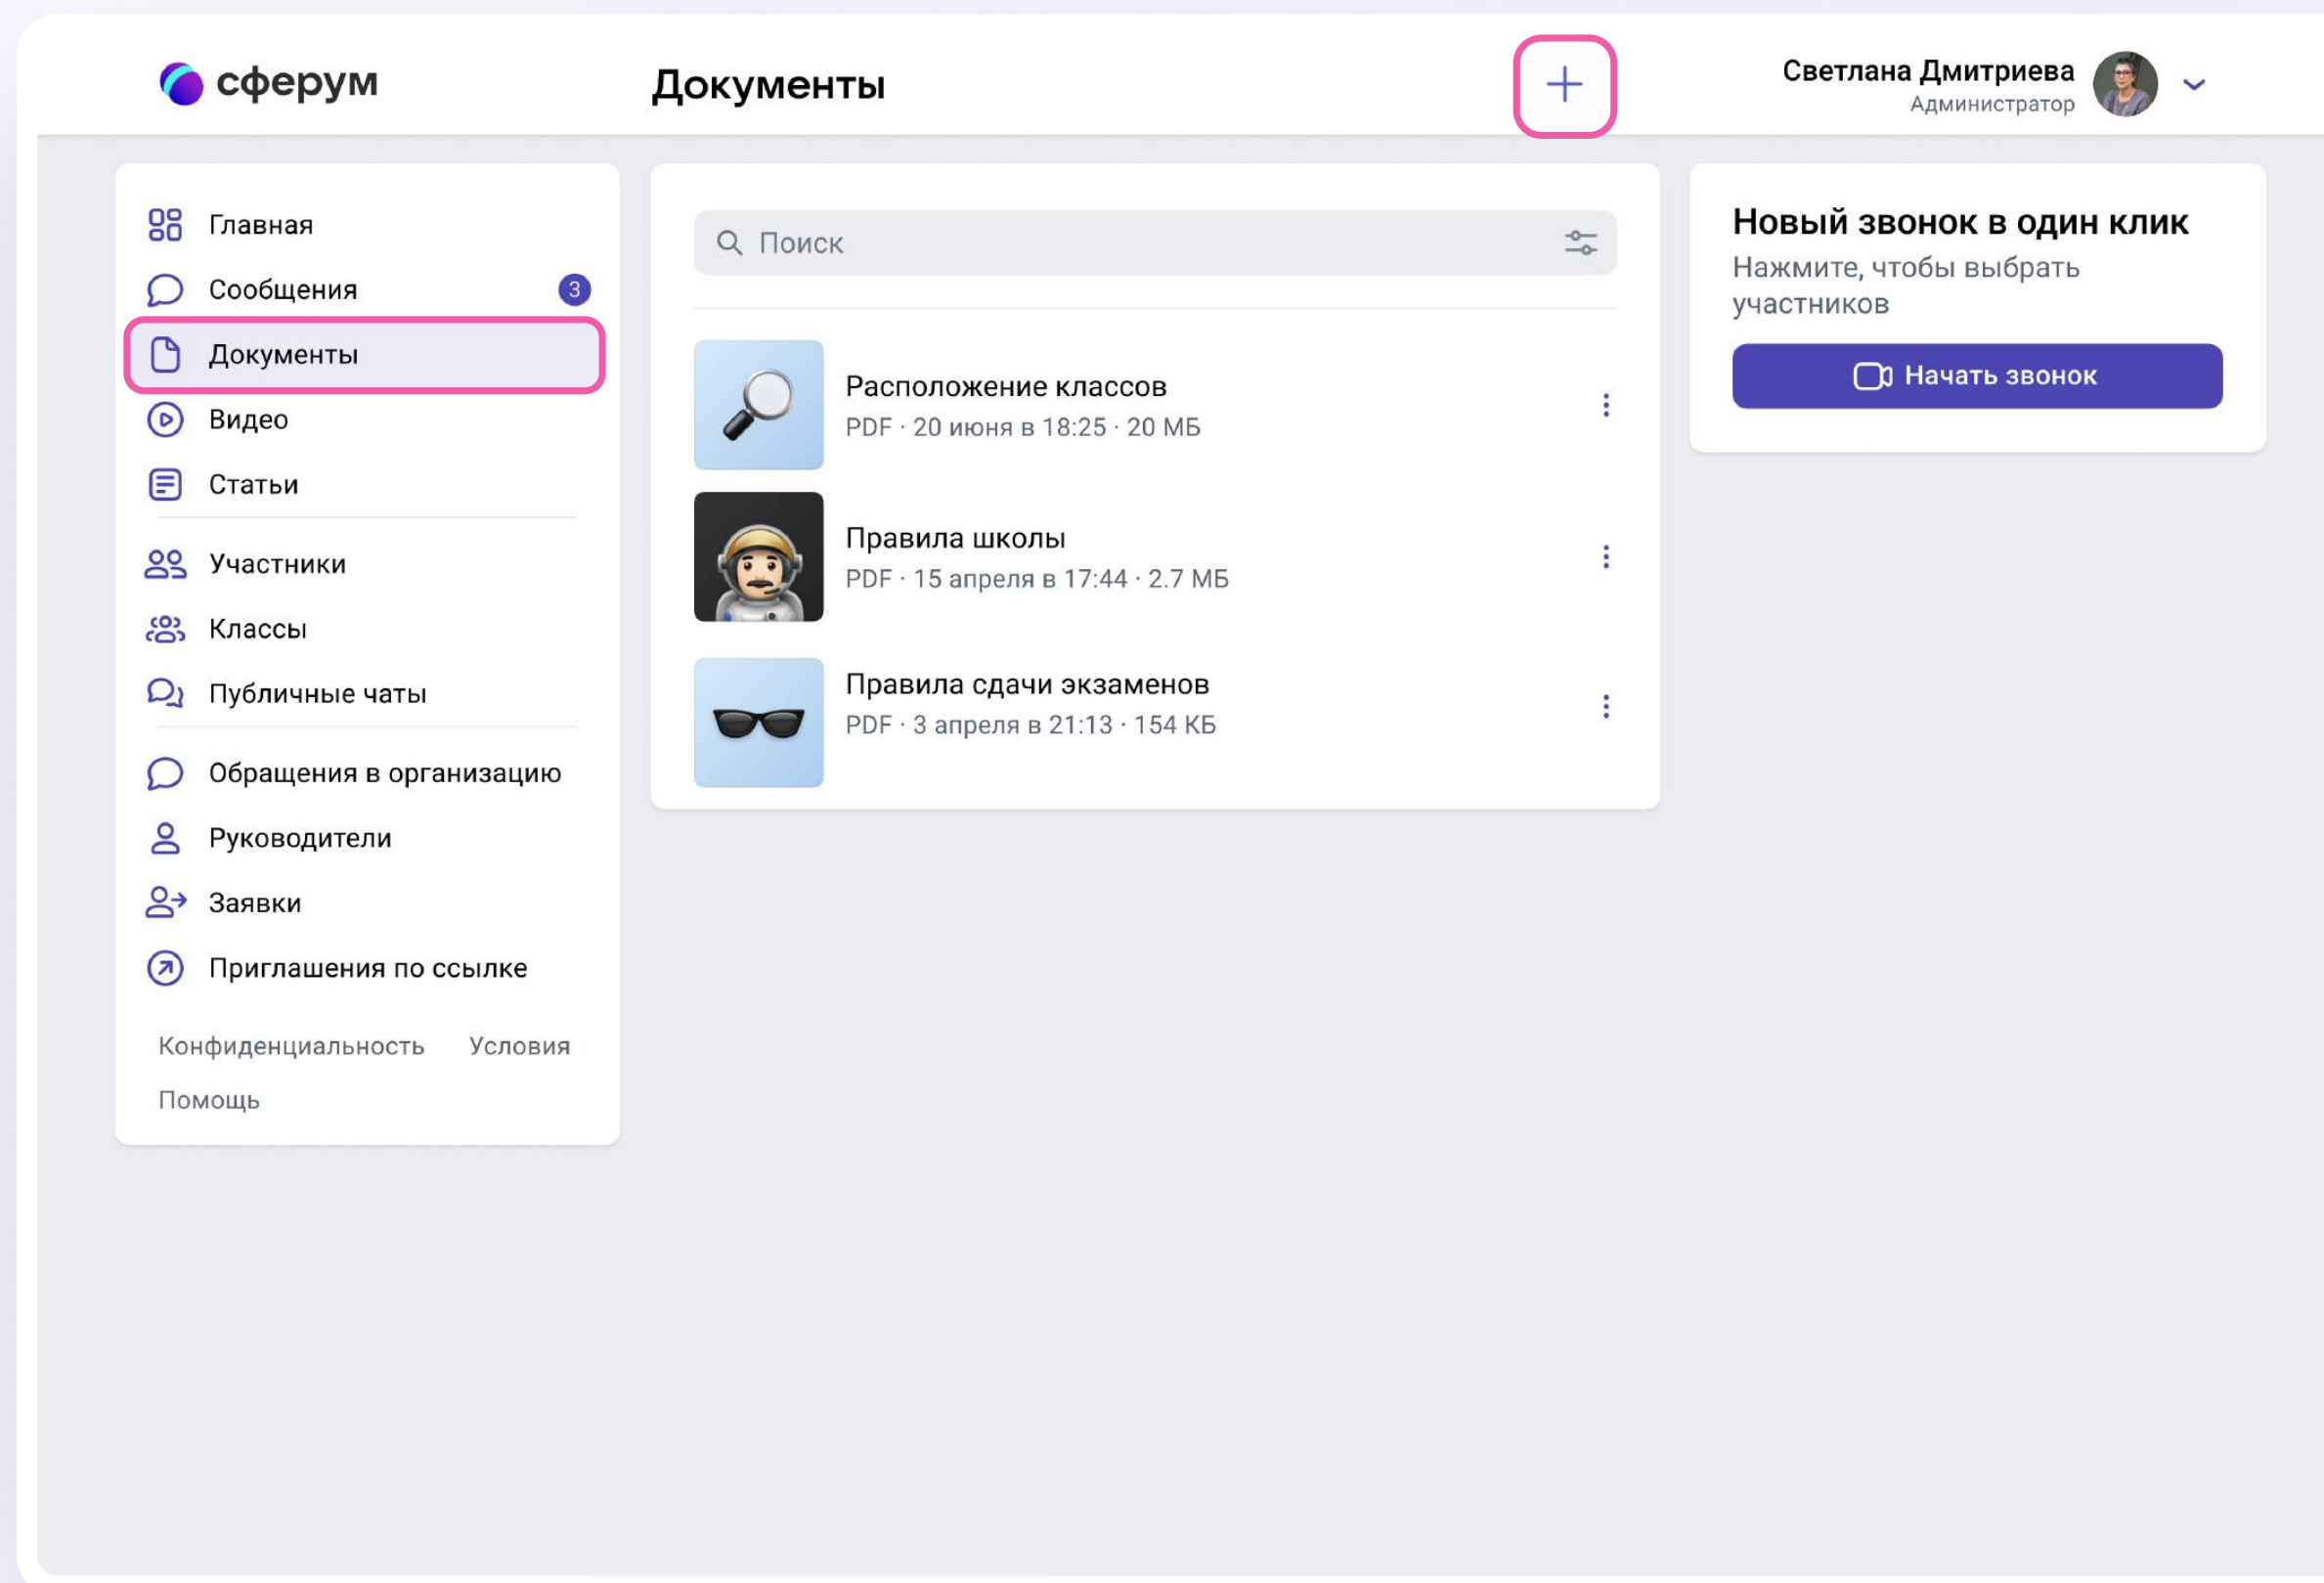 сферум
Документы
Светлана Дмитриева
Администратор
Главная
Сообщения 3
Документы
Видео
Статьи
Участники
Классы
Публичные чаты
Обращения в организацию
Руководители
Заявки
Приглашения по ссылке
Конфиденциальность Условия
Помощь
Поиск
Расположение классов
PDF · 20 июня в 18:25 · 20 МБ
Правила школы
PDF · 15 апреля в 17:44 · 2.7 МБ
Правила сдачи экзаменов
PDF · 3 апреля в 21:13 · 154 КБ
Новый звонок в один клик
Нажмите, чтобы выбрать
участников
Начать звонок